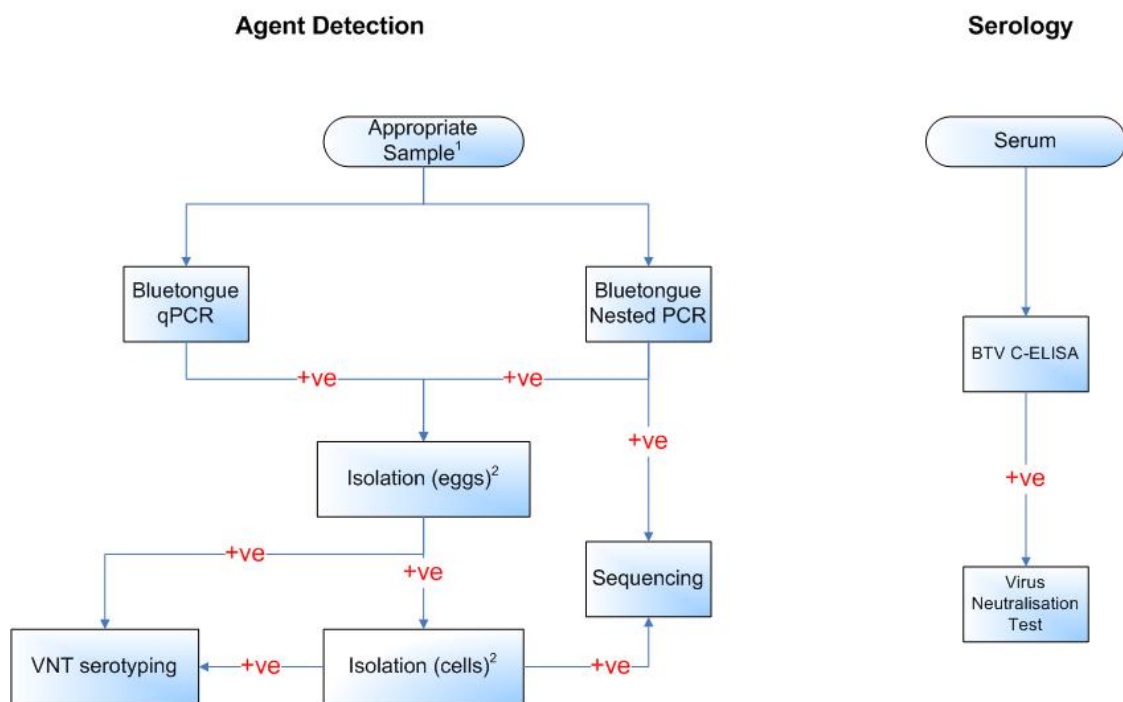 Agent Detection
Serology
Appropriate
Sample¹
Serum
Bluetongue
qPCR
Bluetongue
Nested PCR
BTV C-ELISA
+ve
+ve
+ve
+ve
Isolation (eggs)²
+ve
+ve
Sequencing
Virus
Neutralisation
Test
VNT serotyping
+ve
Isolation (cells)²
+ve